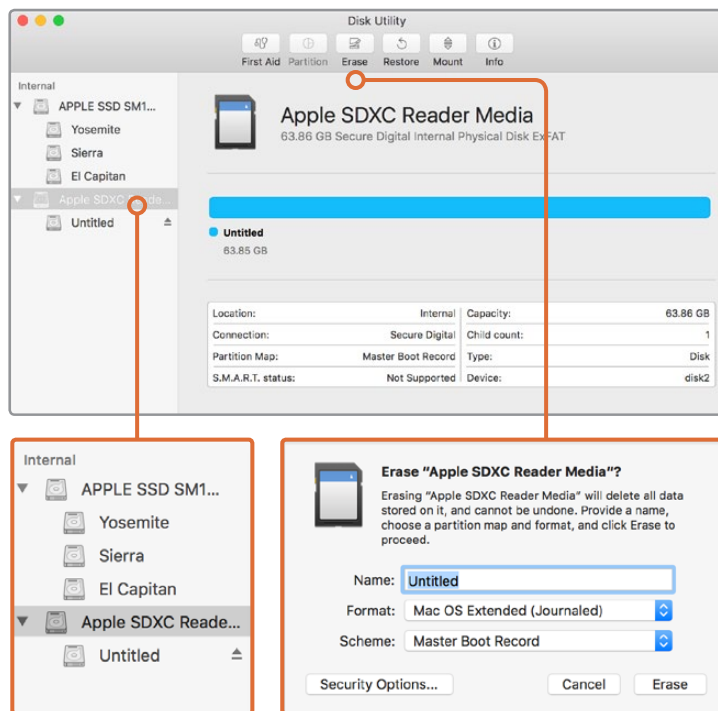 Disk Utility
First Aid Partition Erase Restore Mount Info
Internal
APPLE SSD SM1...
Yosemite
Sierra
El Capitan
Apple SDXC Reade...
Untitled
Apple SDXC Reader Media
63.86 GB Secure Digital Internal Physical Disk ExFAT
Untitled
63.85 GB
Location: Internal Capacity: 63.86 GB
Connection: Secure Digital Child count: 1
Partition Map: Master Boot Record Type: Disk
S.M.A.R.T. status: Not Supported Device: disk2
Internal
APPLE SSD SM1...
Yosemite
Sierra
El Capitan
Apple SDXC Reade...
Untitled
Erase “Apple SDXC Reader Media”?
Erasing “Apple SDXC Reader Media” will delete all data
stored on it, and cannot be undone. Provide a name,
choose a partition map and format, and click Erase to
proceed.
Name: Untitled
Format: Mac OS Extended (Journaled)
Scheme: Master Boot Record
Security Options... Cancel Erase